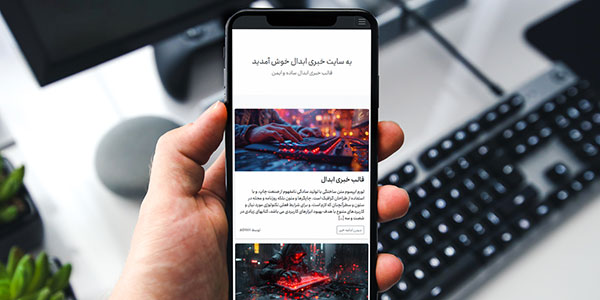 به سایت خبری ابدال خوش آمدید
قالب خبری ابدال ساده و ایمن
قالب خبری ابدال
لورم ایپسوم متن ساختگی با تولید سادگی نامفهوم از صنعت چاپ، و با
استفاده از طراحان گرافیک است، چاپگرها و متون بلکه روزنامه و مجله در
ستون و سطرآنچنان که لازم است، و برای شرایط فعلی تکنولوژی مورد نیاز، و
کاربردهای متنوع با هدف بهبود ابزارهای کاربردی می باشد، کتابهای زیادی در
شصت و سه [...]
توسط admin